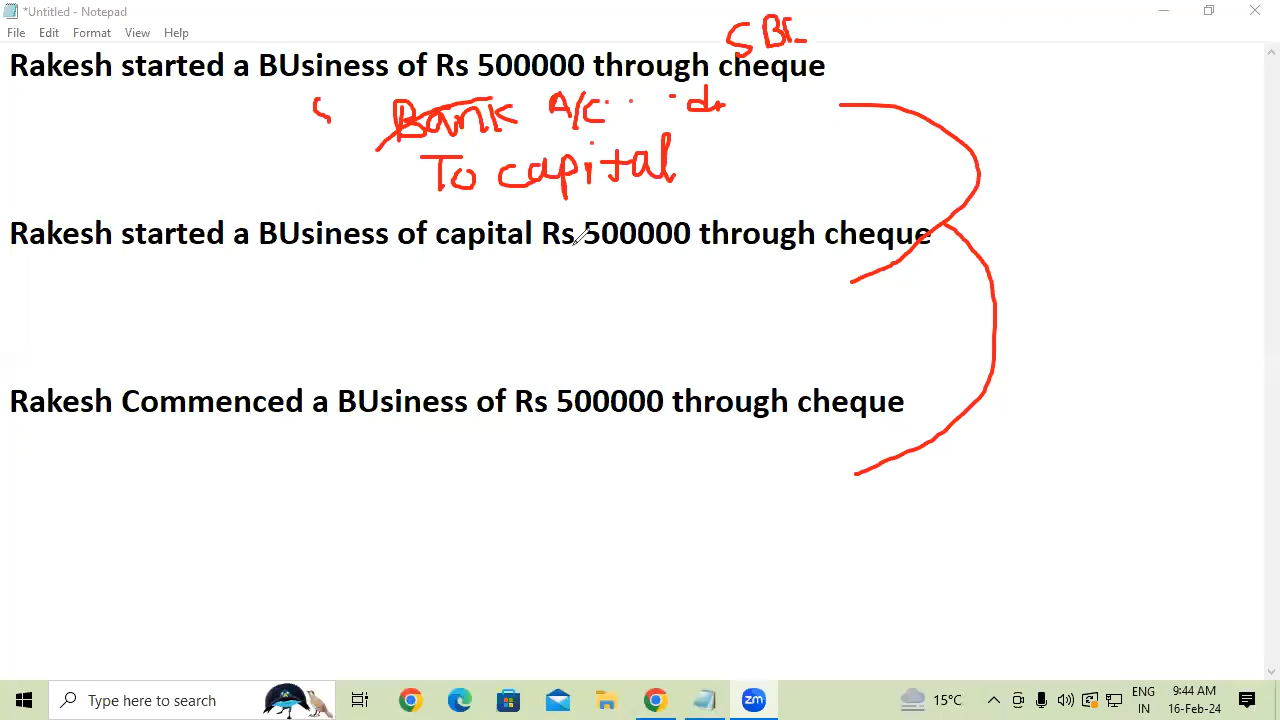 *Untitled - Notepad
File Edit Format View Help
SBI
Rakesh started a BUsiness of Rs 500000 through cheque
Bank A/C .... dr
To capital
Rakesh started a BUsiness of capital Rs 500000 through cheque
Rakesh Commenced a BUsiness of Rs 500000 through cheque
Type here to search
zm
15°C
ENG
IN
9:44 AM
16-Feb-24